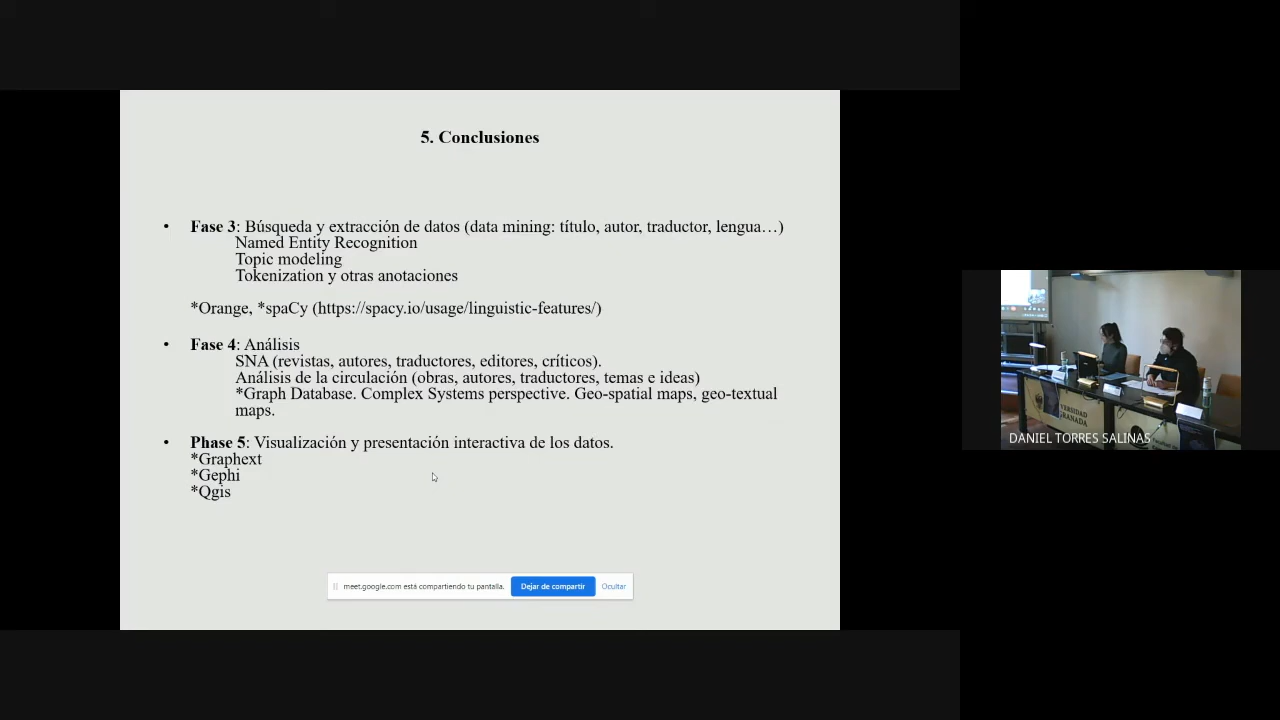 5. Conclusiones
• Fase 3: Búsqueda y extracción de datos (data mining: título, autor, traductor, lengua…)
Named Entity Recognition
Topic modeling
Tokenization y otras anotaciones
*Orange, *spaCy (https://spacy.io/usage/linguistic-features/)
• Fase 4: Análisis
SNA (revistas, autores, traductores, editores, críticos).
Análisis de la circulación (obras, autores, traductores, temas e ideas)
*Graph Database. Complex Systems perspective. Geo-spatial maps, geo-textual
maps.
• Phase 5: Visualización y presentación interactiva de los datos.
*Graphext
*Gephi
*Qgis
meet.google.com está compartiendo tu pantalla. Dejar de compartir Ocultar
DANIEL TORRES SALINAS